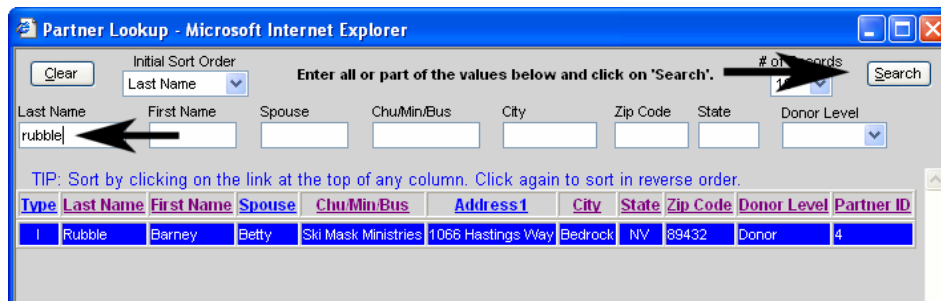 Partner Lookup - Microsoft Internet Explorer
Clear
Initial Sort Order
Last Name
Enter all or part of the values below and click on 'Search'.
# of
Search
Last Name First Name Spouse Chu/Min/Bus City Zip Code State Donor Level
rubble
TIP: Sort by clicking on the link at the top of any column. Click again to sort in reverse order.
Type Last Name First Name Spouse Chu/Min/Bus Address1 City State Zip Code Donor Level Partner ID
I Rubble Barney Betty Ski Mask Ministries 1066 Hastings Way Bedrock NV 89432 Donor 4